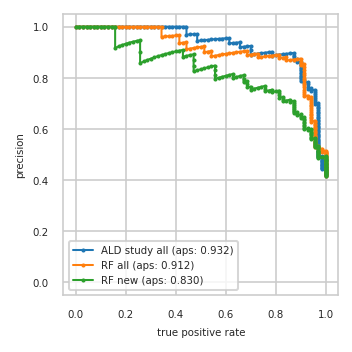 1.0
0.8
0.6
0.4
0.2
0.0
precision
ALD study all (aps: 0.932)
RF all (aps: 0.912)
RF new (aps: 0.830)
0.0 0.2 0.4 0.6 0.8 1.0
true positive rate